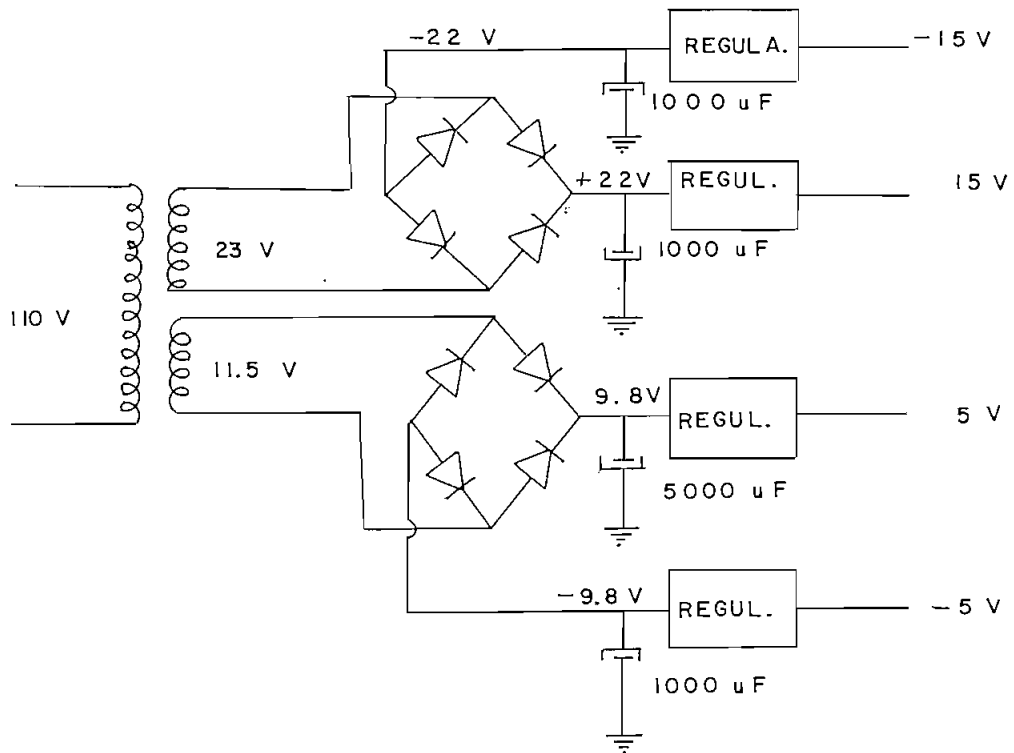 -22 V
REGULA.
-15 V
1000 uF
+22V
REGUL.
15 V
1000 uF
23 V
110 V
11.5 V
9.8V
REGUL.
5 V
5000 uF
-9.8 V
REGUL.
-5 V
1000 uF